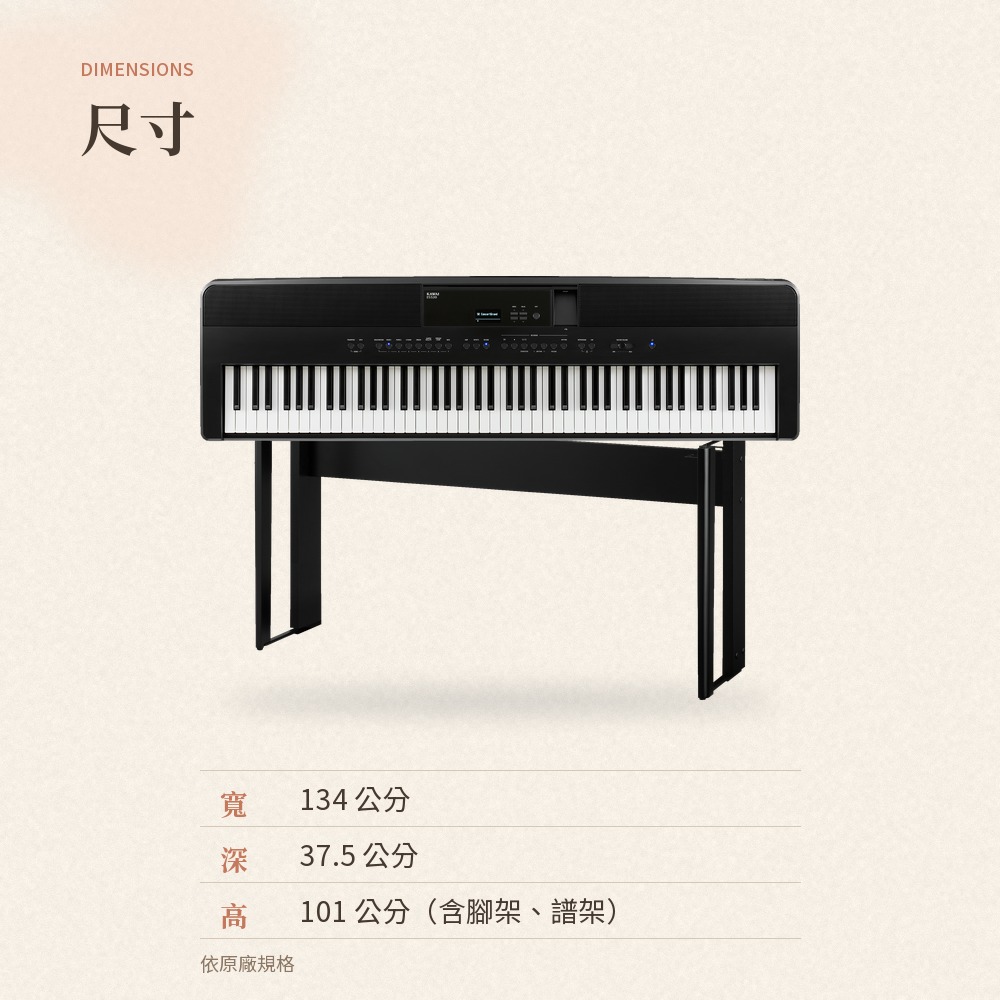 DIMENSIONS
尺寸
KAWAI
寬 134 公分
深 37.5 公分
高 101 公分（含腳架、譜架）
依原廠規格